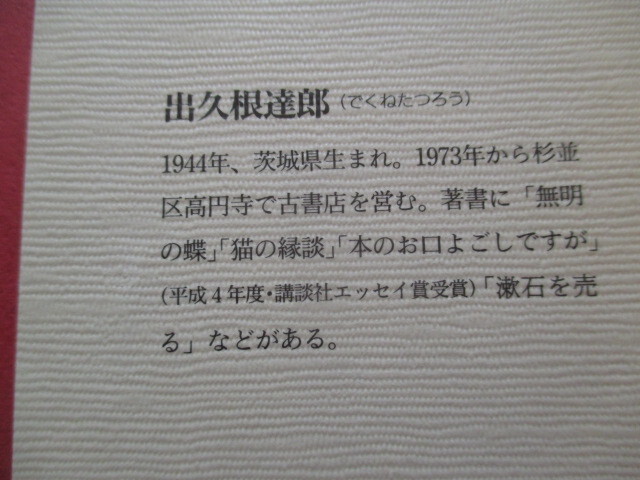 出久根達郎（でくねたつろう）
1944年、茨城県生まれ。1973年から杉並
区高円寺で古書店を営む。著書に「無明
の蝶」「猫の縁談」「本のお口よごしですが」
(平成4年度・講談社エッセイ賞受賞)「漱石を売
る」などがある。